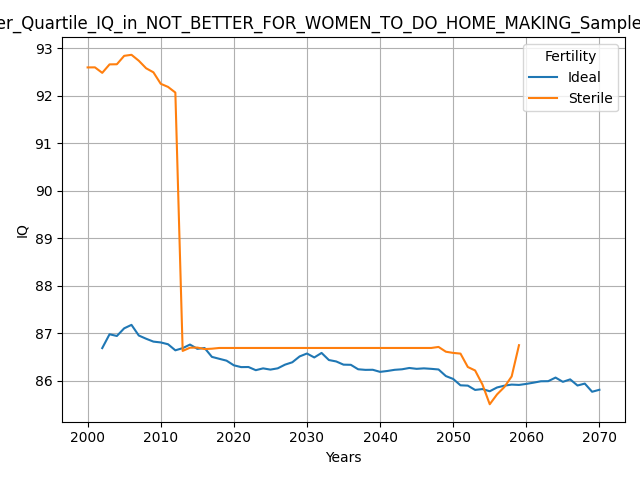 er_Quartile_IQ_in_NOT_BETTER_FOR_WOMEN_TO_DO_HOME_MAKING_Sample
Fertility
Ideal
Sterile
93
92
91
90
89
88
87
86
IQ
2000 2010 2020 2030 2040 2050 2060 2070
Years